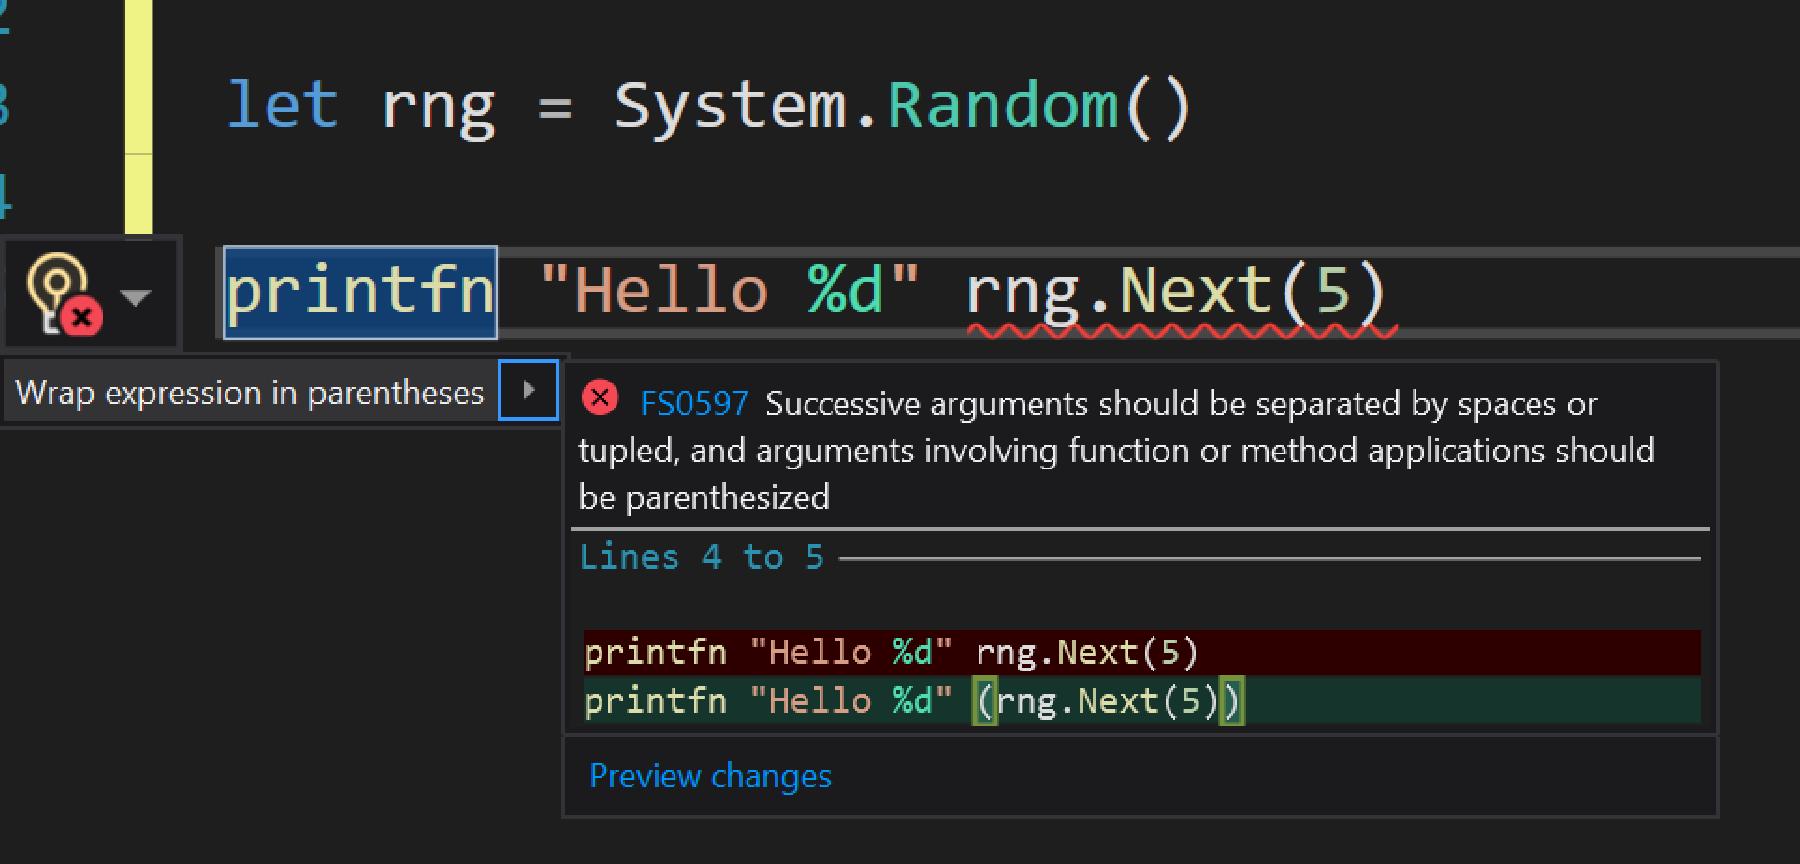 2
3
let rng = System.Random()
4
printfn "Hello %d" rng.Next(5)
Wrap expression in parentheses
FS0597 Successive arguments should be separated by spaces or
tupled, and arguments involving function or method applications should
be parenthesized
Lines 4 to 5
printfn "Hello %d" rng.Next(5)
printfn "Hello %d" (rng.Next(5))
Preview changes